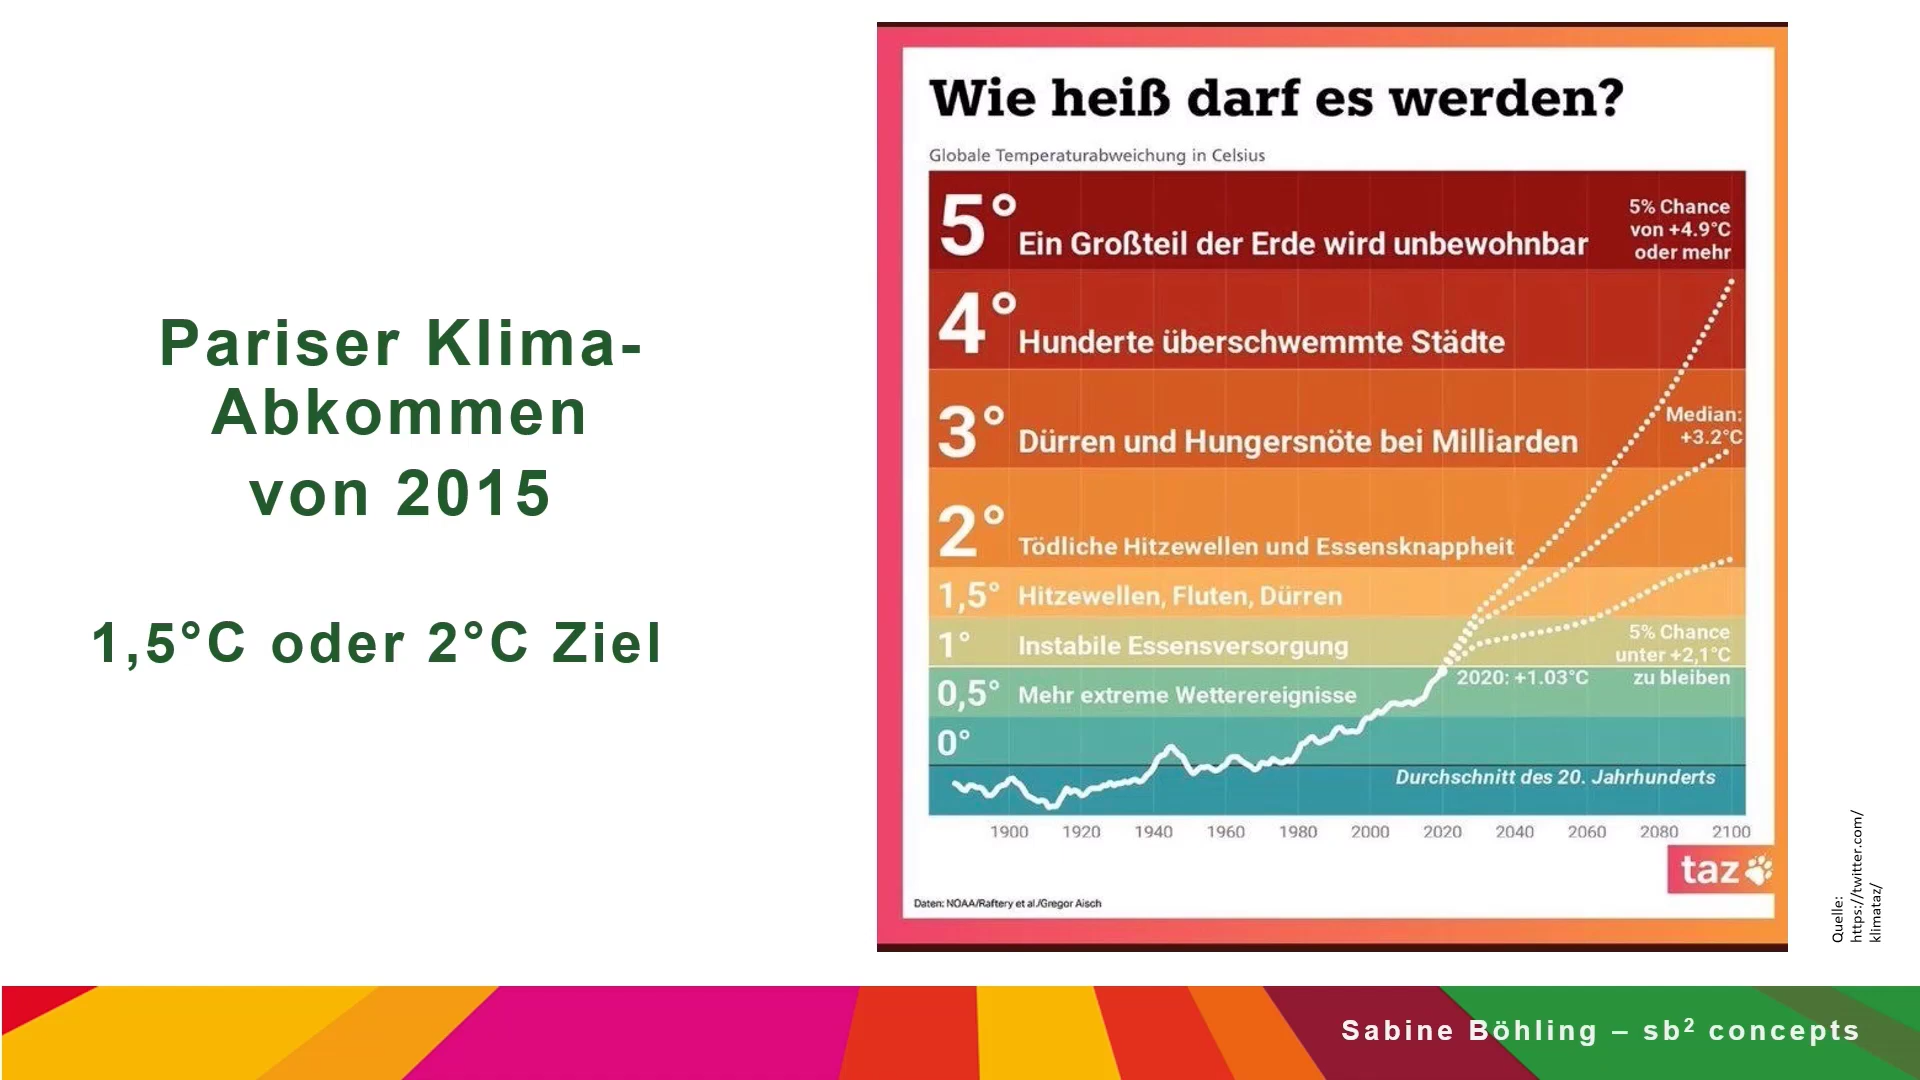 Pariser Klima-
Abkommen
von 2015
1,5°C oder 2°C Ziel
Wie heiß darf es werden?
Globale Temperaturabweichung in Celsius
5° Ein Großteil der Erde wird unbewohnbar
5% Chance
von +4.9°C
oder mehr
4° Hunderte überschwemmte Städte
3° Dürren und Hungersnöte bei Milliarden
Median:
+3.2°C
2° Tödliche Hitzewellen und Essensknappheit
1,5° Hitzewellen, Fluten, Dürren
1° Instabile Essensversorgung
5% Chance
unter +2,1°C
zu bleiben
2020: +1.03°C
0,5° Mehr extreme Wetterereignisse
0°
Durchschnitt des 20. Jahrhunderts
1900 1920 1940 1960 1980 2000 2020 2040 2060 2080 2100
taz
Daten: NOAA/Raftery et al./Gregor Aisch
Quelle:
https://twitter.com/
klimataz/
Sabine Böhling – sb² concepts